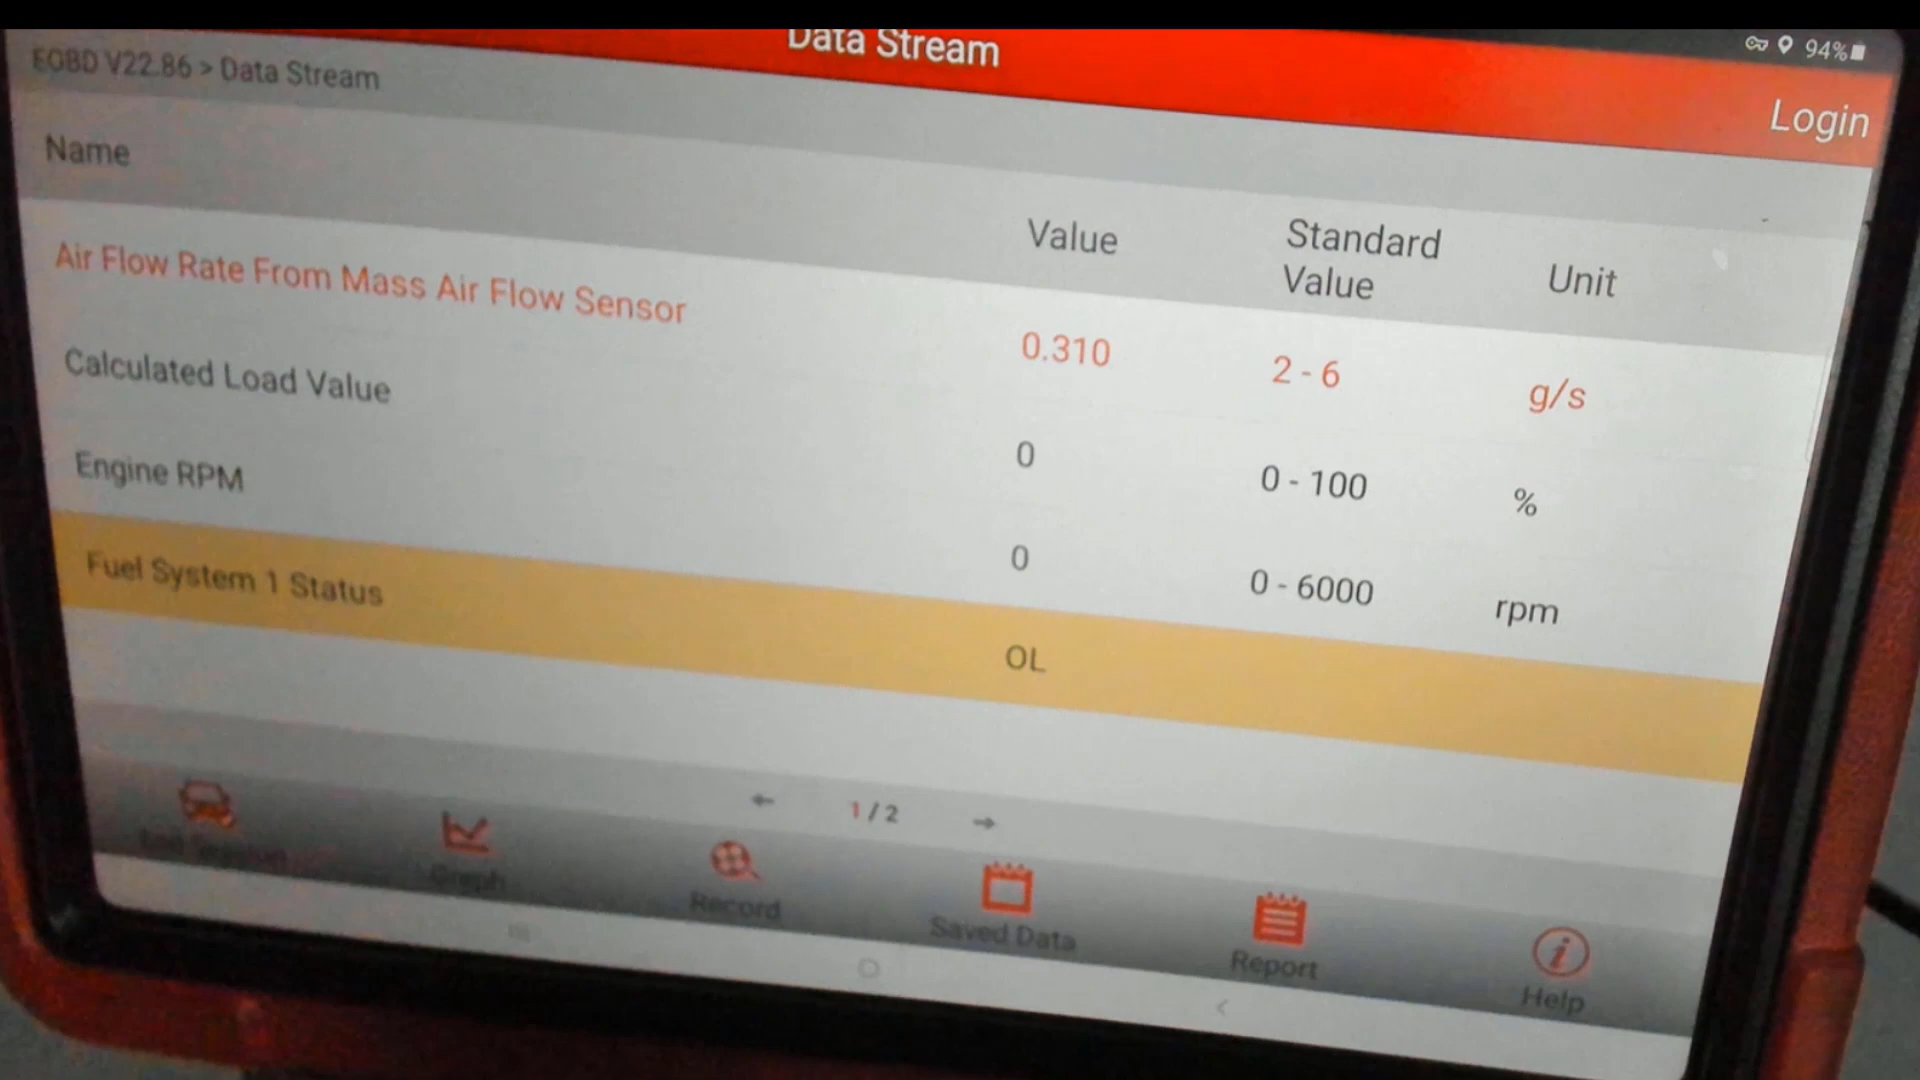 Data Stream
94%
EOBD V22.86 > Data Stream
Login
Name
Value
Standard Value
Unit
Air Flow Rate From Mass Air Flow Sensor
0.310
2 - 6
g/s
Calculated Load Value
0
0 - 100
%
Engine RPM
0
0 - 6000
rpm
Fuel System 1 Status
OL
1 / 2
Graph
Record
Saved Data
Report
Help